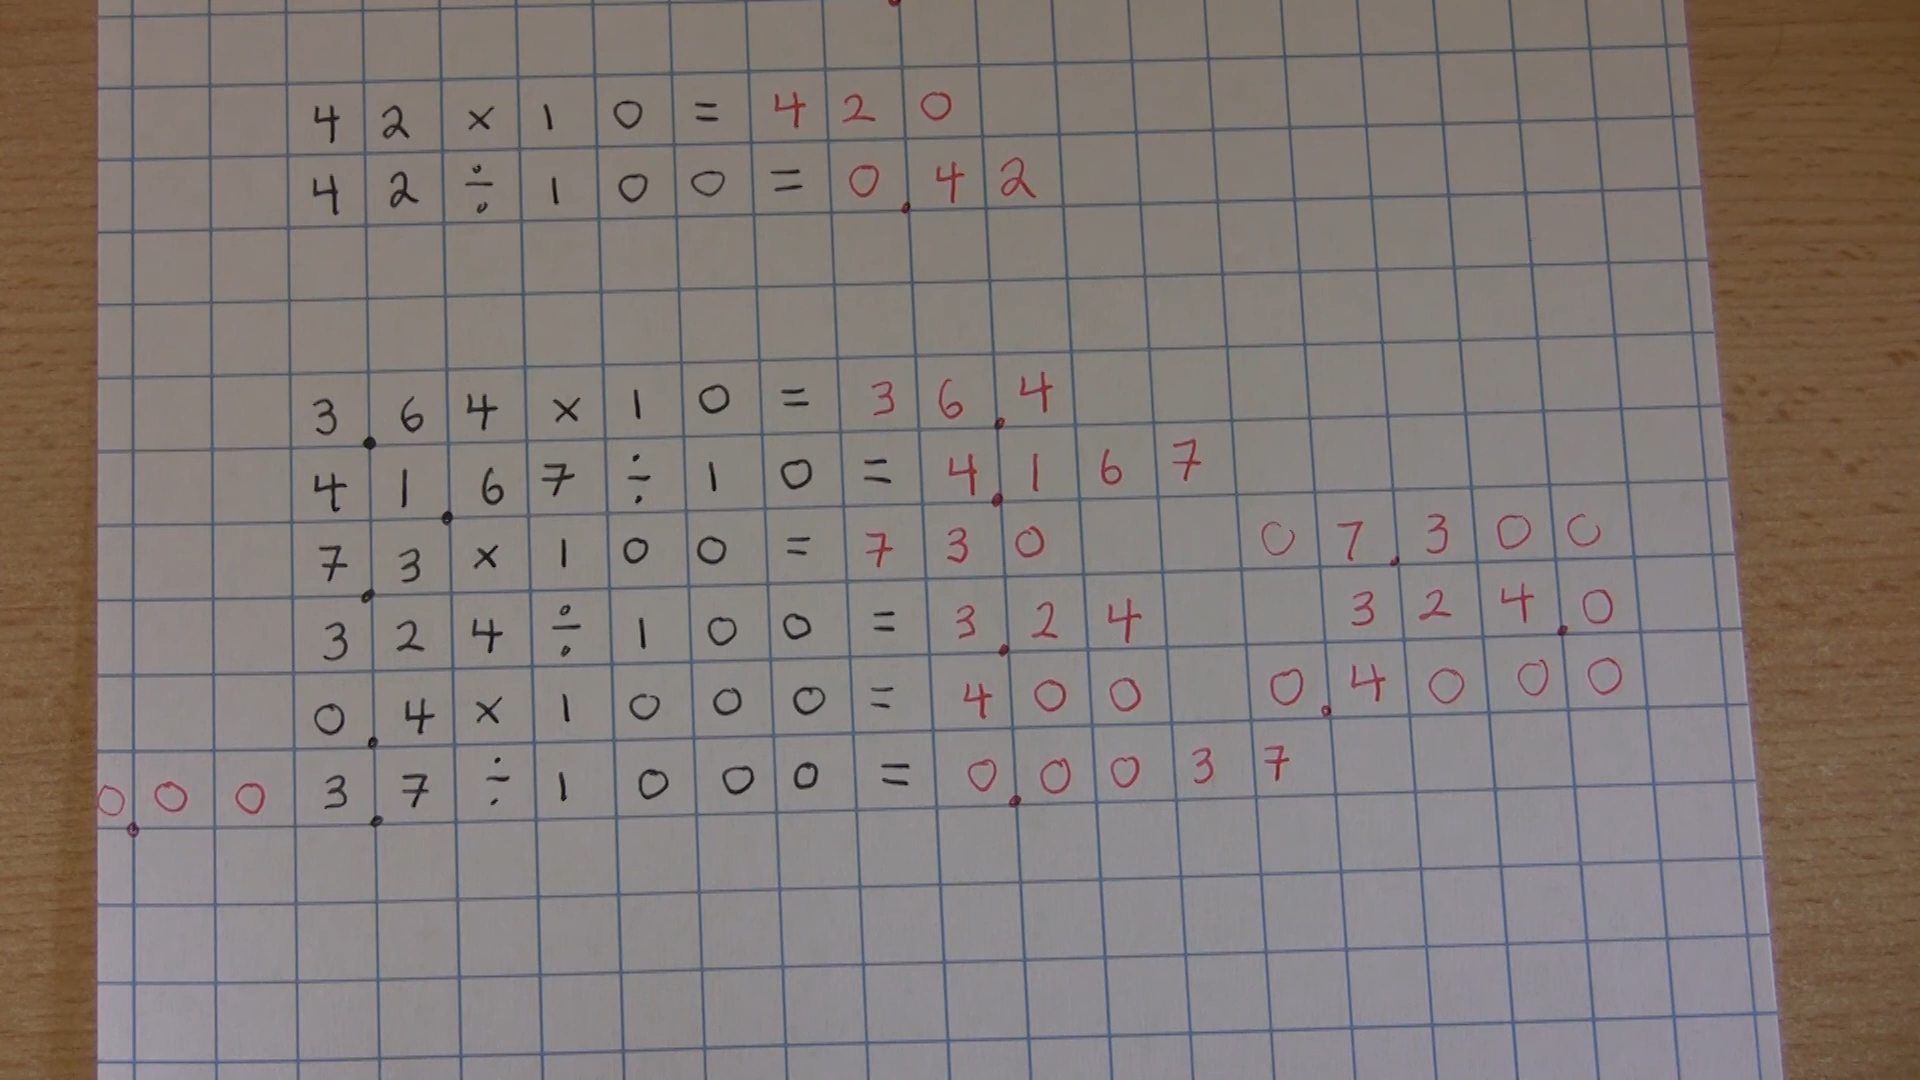 42 × 10 = 420
42 ÷ 100 = 0.42
3.64 × 10 = 36.4
41.67 ÷ 10 = 4.167
7.3 × 100 = 730 07.300
324 ÷ 100 = 3.24 324.0
0.4 × 1000 = 400 0.4000
0.003.7 ÷ 1000 = 0.0037